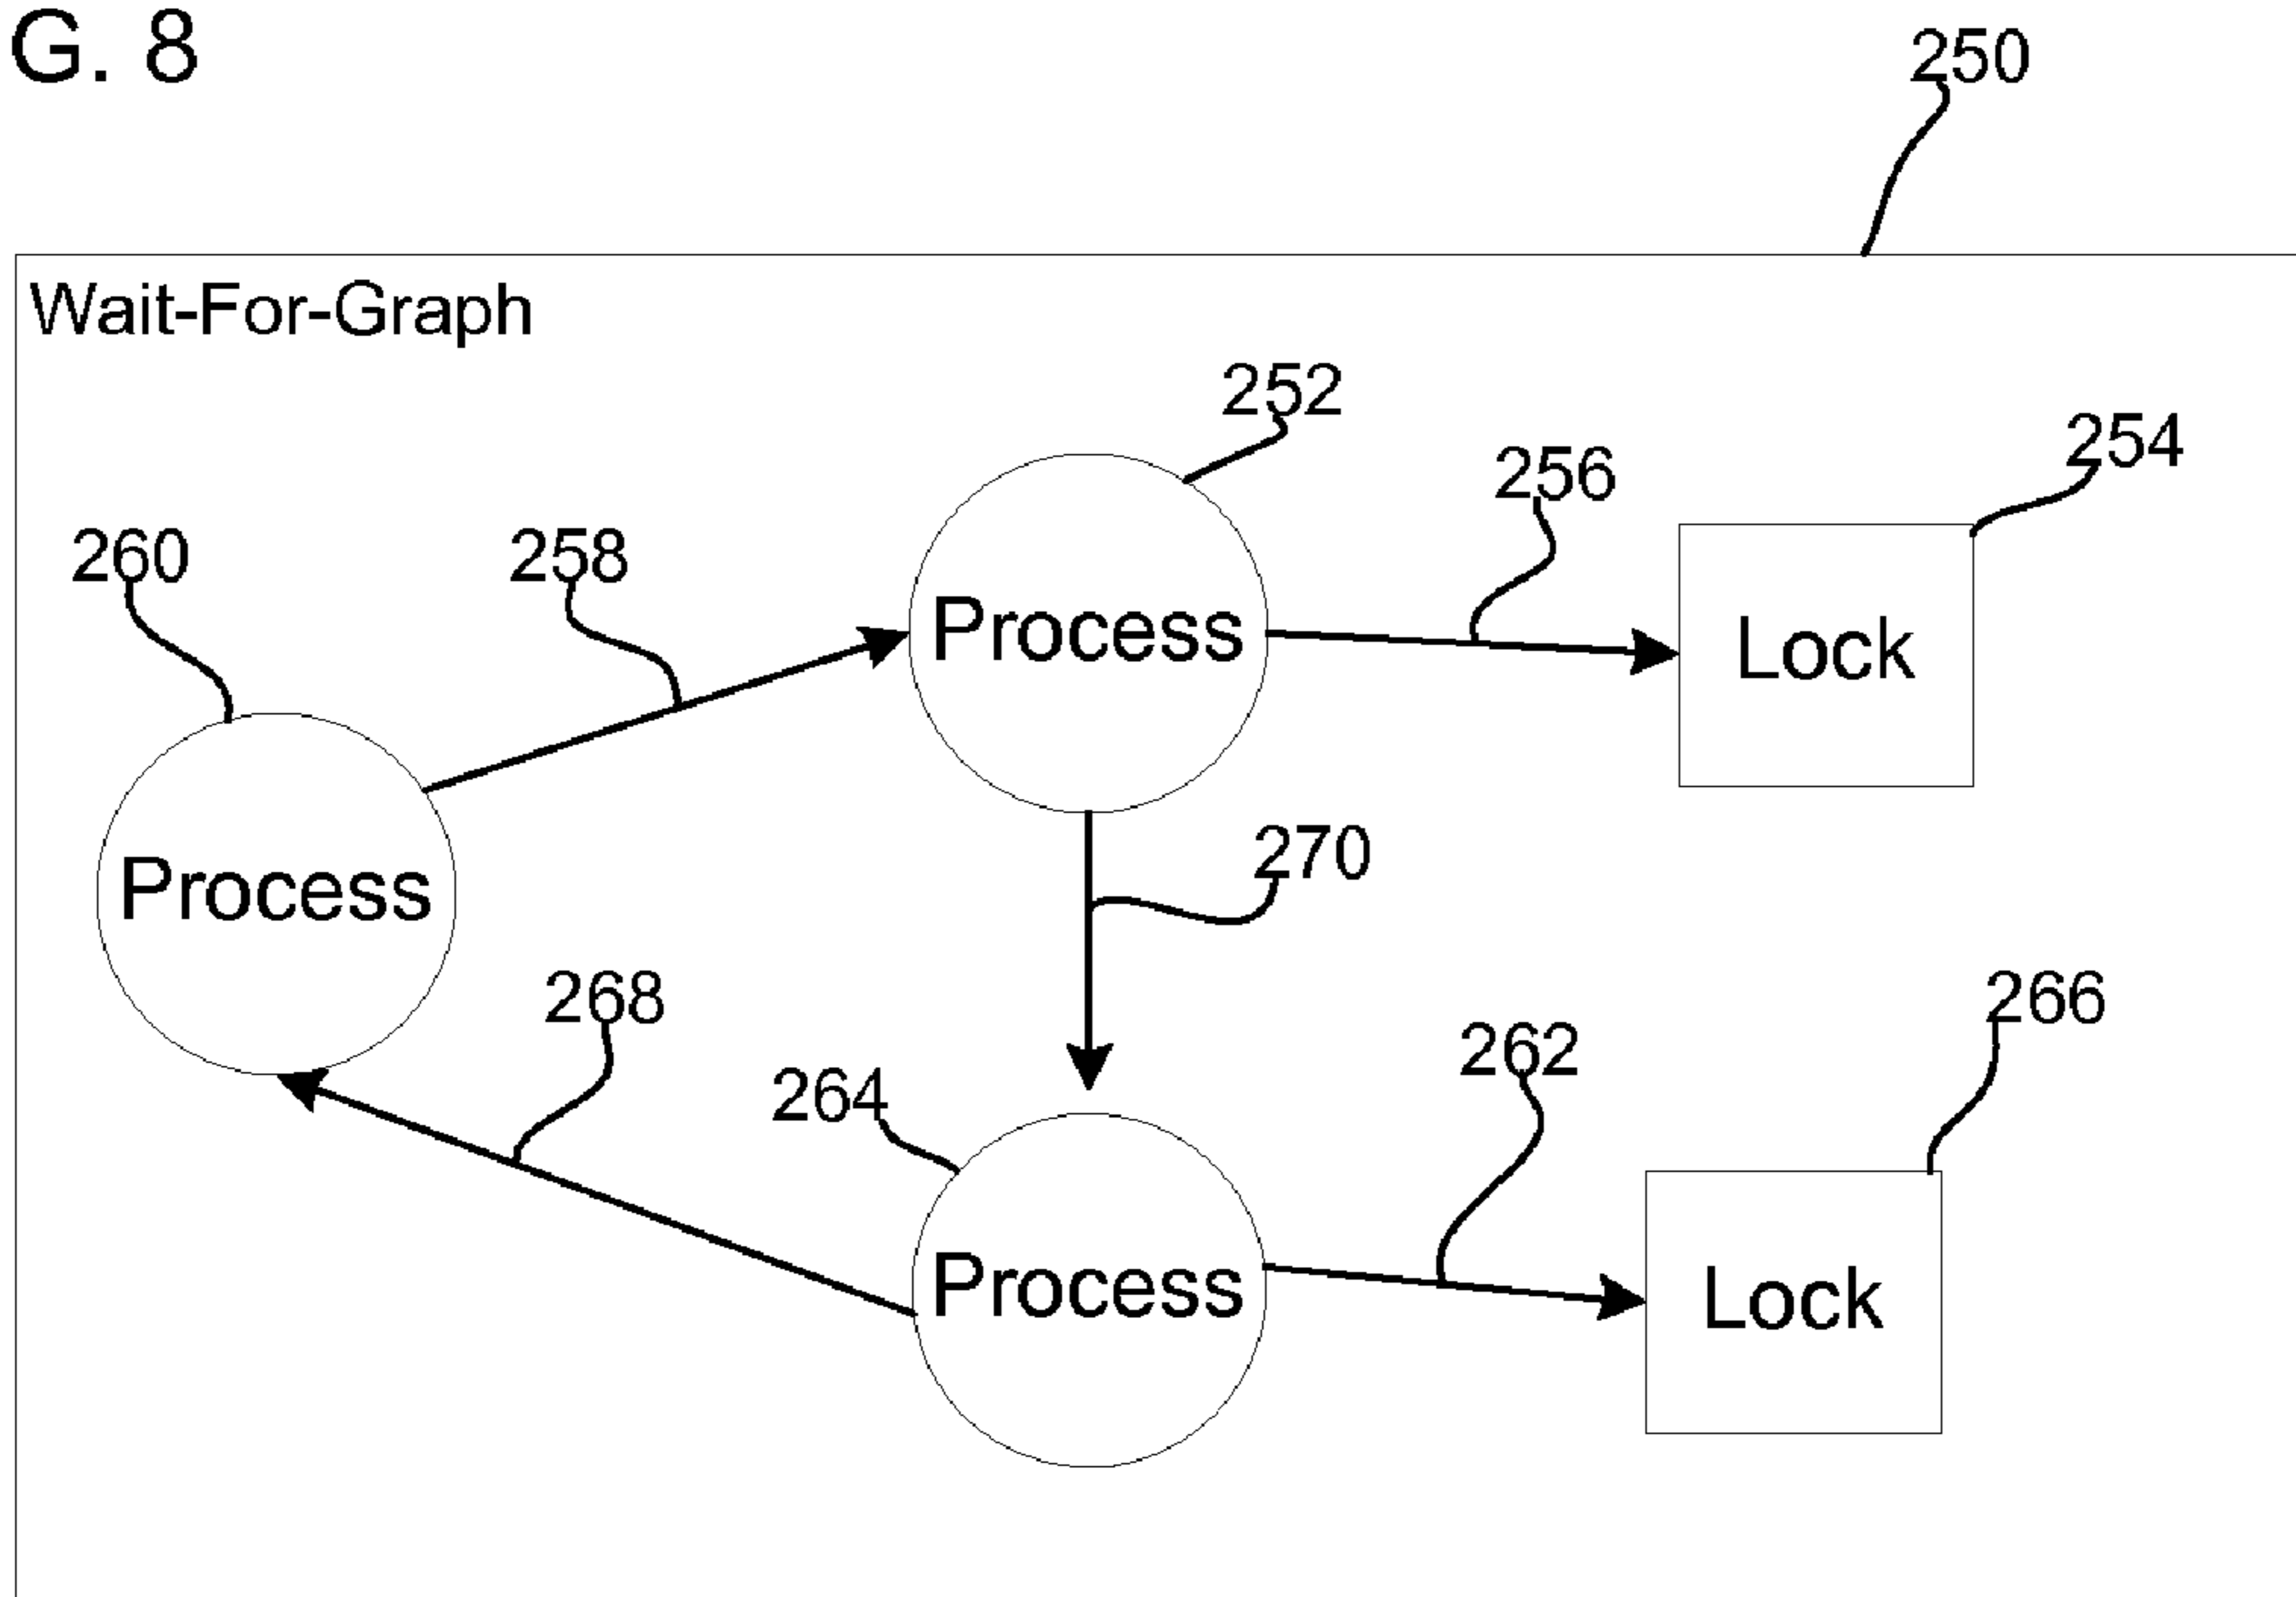 G. 8
250
Wait-For-Graph
252
254
256
260
258
Process
Lock
Process
270
268
266
262
264
Process
Lock